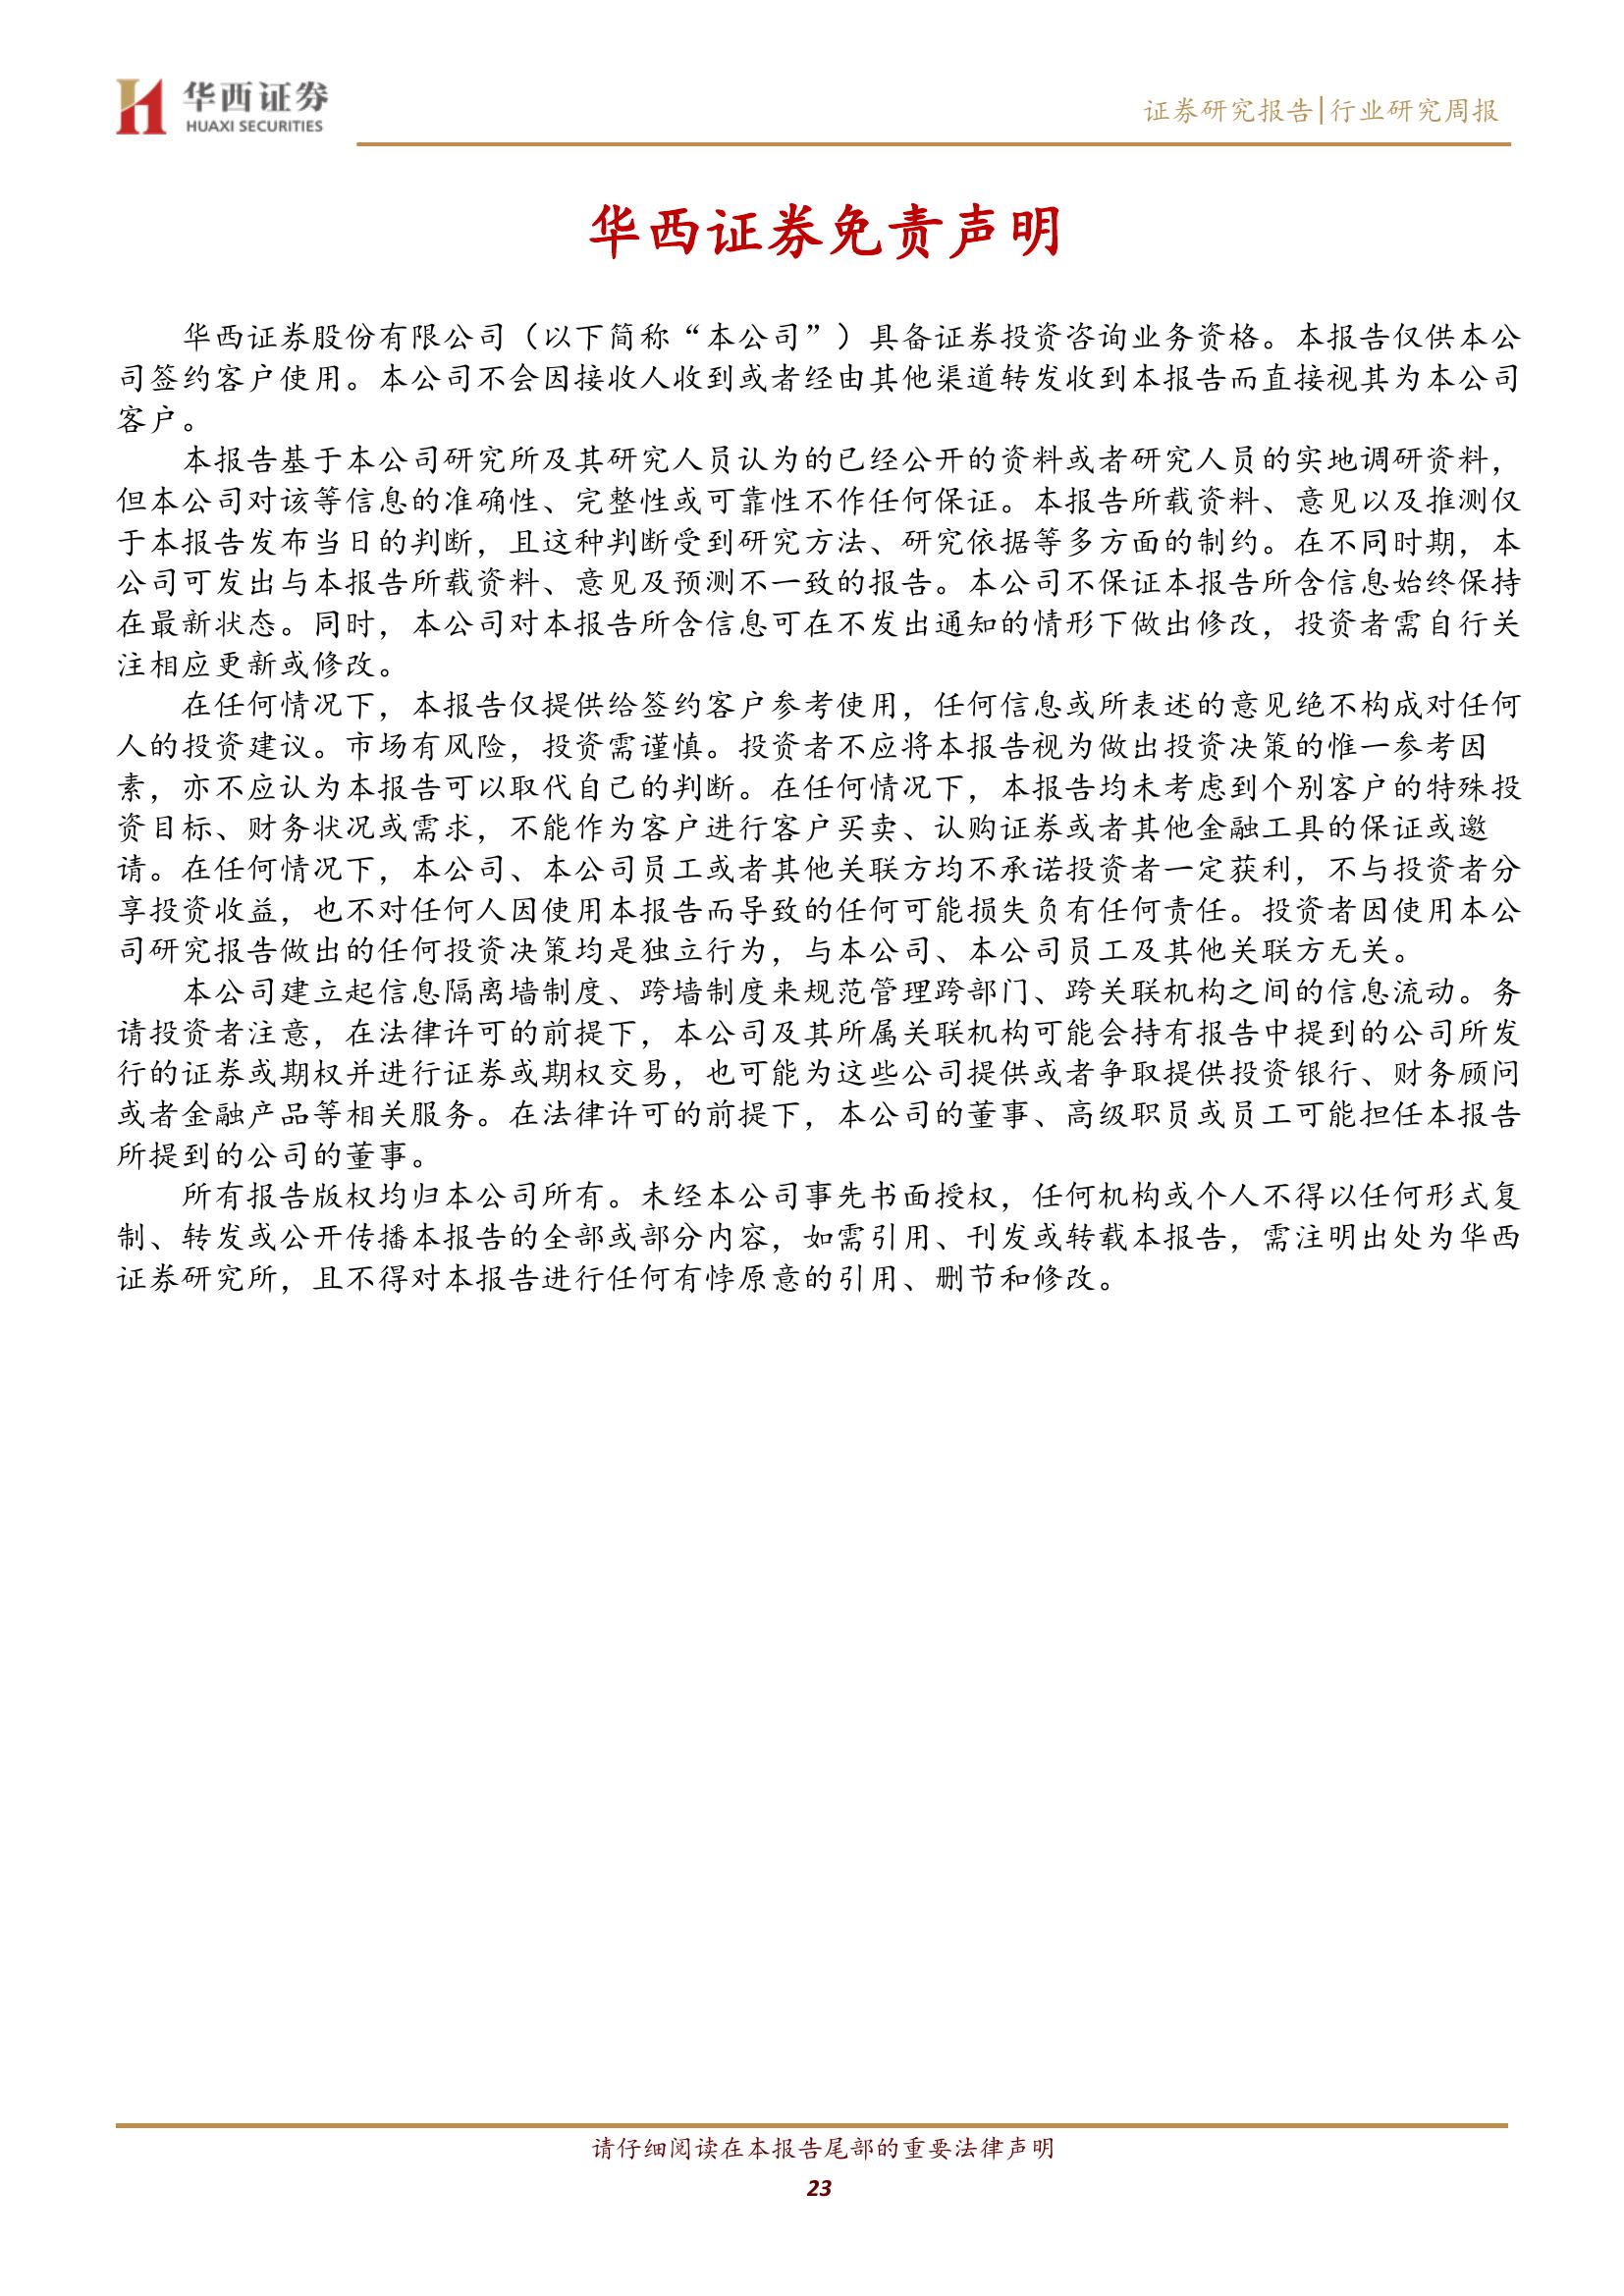 华西证券
HUAXI SECURITIES
证券研究报告|行业研究周报
华西证券免责声明
华西证券股份有限公司（以下简称“本公司”）具备证券投资咨询业务资格。本报告仅供本公
司签约客户使用。本公司不会因接收人收到或者经由其他渠道转发收到本报告而直接视其为本公司
客户。
本报告基于本公司研究所及其研究人员认为的已经公开的资料或者研究人员的实地调研资料，
但本公司对该等信息的准确性、完整性或可靠性不作任何保证。本报告所载资料、意见以及推测仅
于本报告发布当日的判断，且这种判断受到研究方法、研究依据等多方面的制约。在不同时期，本
公司可发出与本报告所载资料、意见及预测不一致的报告。本公司不保证本报告所含信息始终保持
在最新状态。同时，本公司对本报告所含信息可在不发出通知的情形下做出修改，投资者需自行关
注相应更新或修改。
在任何情况下，本报告仅提供给签约客户参考使用，任何信息或所表述的意见绝不构成对任何
人的投资建议。市场有风险，投资需谨慎。投资者不应将本报告视为做出投资决策的惟一参考因
素，亦不应认为本报告可以取代自己的判断。在任何情况下，本报告均未考虑到个别客户的特殊投
资目标、财务状况或需求，不能作为客户进行客户买卖、认购证券或者其他金融工具的保证或邀
请。在任何情况下，本公司、本公司员工或者其他关联方均不承诺投资者一定获利，不与投资者分
享投资收益，也不对任何人因使用本报告而导致的任何可能损失负有任何责任。投资者因使用本公
司研究报告做出的任何投资决策均是独立行为，与本公司、本公司员工及其他关联方无关。
本公司建立起信息隔离墙制度、跨墙制度来规范管理跨部门、跨关联机构之间的信息流动。务
请投资者注意，在法律许可的前提下，本公司及其所属关联机构可能会持有报告中提到的公司所发
行的证券或期权并进行证券或期权交易，也可能为这些公司提供或者争取提供投资银行、财务顾问
或者金融产品等相关服务。在法律许可的前提下，本公司的董事、高级职员或员工可能担任本报告
所提到的公司的董事。
所有报告版权均归本公司所有。未经本公司事先书面授权，任何机构或个人不得以任何形式复
制、转发或公开传播本报告的全部或部分内容，如需引用、刊发或转载本报告，需注明出处为华西
证券研究所，且不得对本报告进行任何有悖原意的引用、删节和修改。
请仔细阅读在本报告尾部的重要法律声明
23